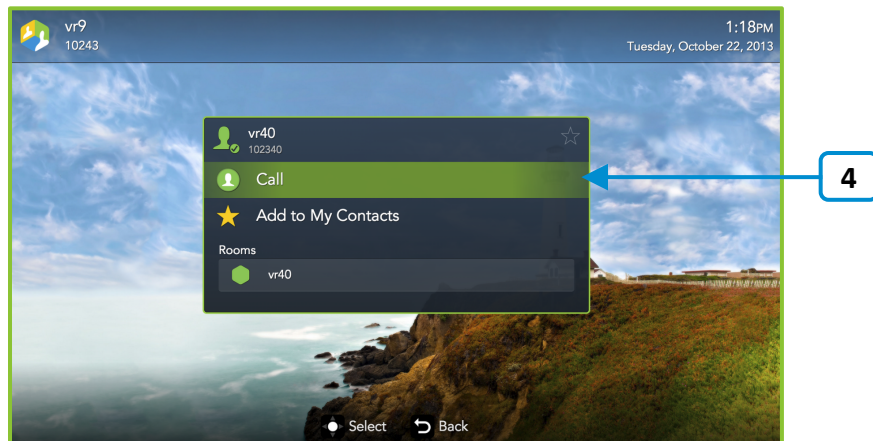 vr9
10243
1:18PM
Tuesday, October 22, 2013
vr40
102340
Call
4
Add to My Contacts
Rooms
vr40
Select Back